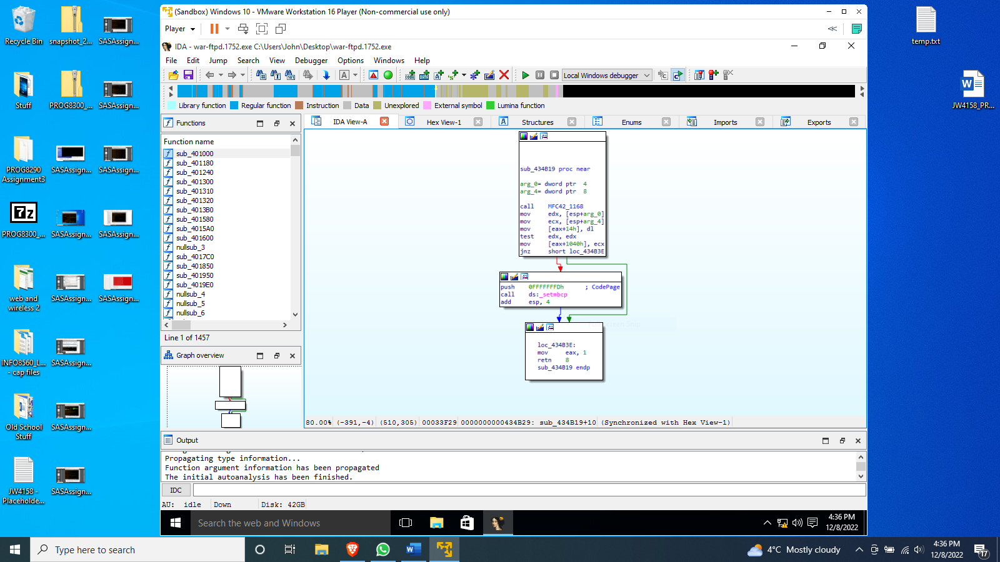 Recycle Bin
snapshot_2...
SASAssign...
Stuff
PROG8300_...
SASAssign...
PROG8290
Assignment3
SASAssign...
SASAssign...
PROG8300_...
SASAssign...
SASAssign...
web and
wireless 2
SASAssign...
SASAssign...
INFO8560_L...
- cap files
SASAssign...
Old School
Stuff
SASAssign...
JW4158 -
Placeholde...
SASAssign...
temp.txt
JW4158_PR...
(Sandbox) Windows 10 - VMware Workstation 16 Player (Non-commercial use only)
Player
IDA - war-ftpd.1752.exe C:\Users\John\Desktop\war-ftpd.1752.exe
File Edit Jump Search View Debugger Options Windows Help
Local Windows debugger
Library function Regular function Instruction Data Unexplored External symbol Lumina function
Functions
IDA View-A Hex View-1 Structures Enums Imports Exports
Function name
sub_401000
sub_401180
sub_401240
sub_401300
sub_401310
sub_401320
sub_4013B0
sub_401580
sub_4015A0
sub_401600
nullsub_3
sub_4017C0
sub_401850
sub_401950
sub_4019E0
nullsub_4
nullsub_5
nullsub_6
Line 1 of 1457
Graph overview
sub_434B19 proc near
arg_0= dword ptr 4
arg_4= dword ptr 8
call MFC42_1168
mov edx, [esp+arg_0]
mov ecx, [esp+arg_4]
mov [eax+14h], dl
test edx, edx
mov [eax+1040h], ecx
jnz short loc_434B3E
push 0FFFFFFFDh ; CodePage
call ds:_setmbcp
add esp, 4
loc_434B3E:
mov eax, 1
retn 8
sub_434B19 endp
80.00% (-391,-4) (510,305) 00033F29 0000000000434B29: sub_434B19+10 (Synchronized with Hex View-1)
Output
Propagating type information...
Function argument information has been propagated
The initial autoanalysis has been finished.
IDC
AU: idle Down Disk: 42GB
Search the web and Windows
4:36 PM
12/8/2022
Type here to search
4°C Mostly cloudy
4:36 PM
12/8/2022
17